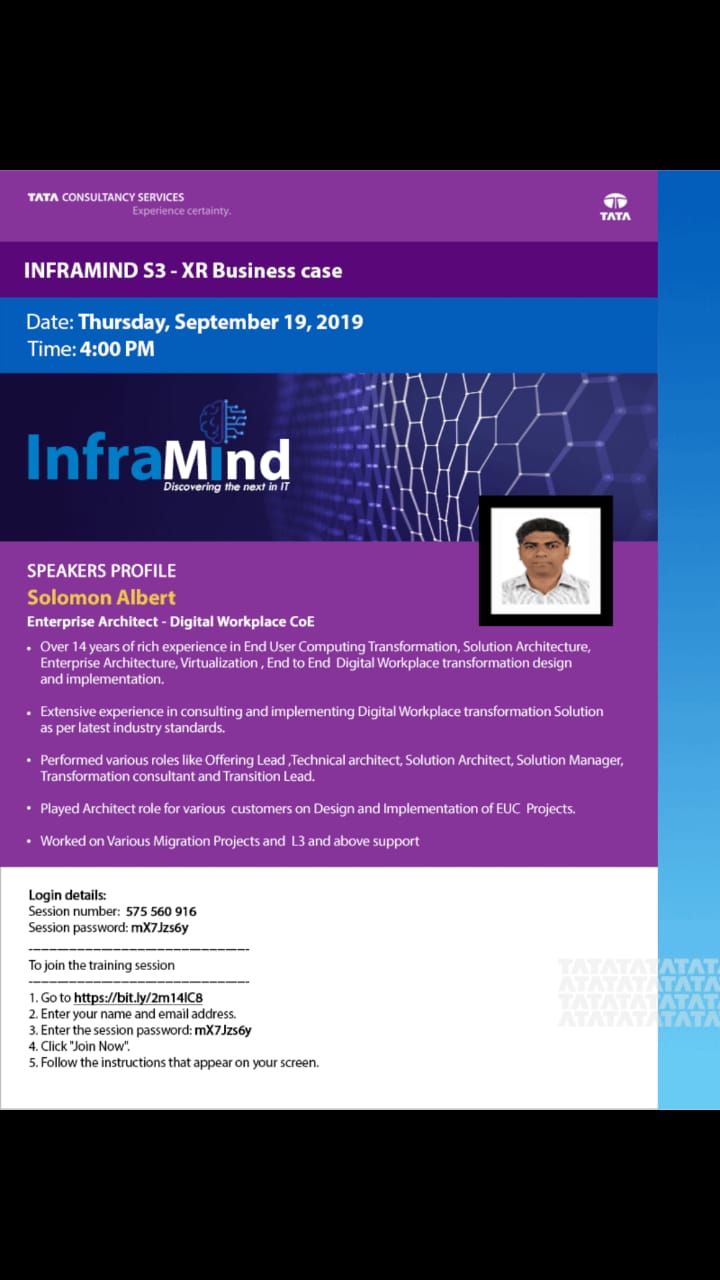 TATA CONSULTANCY SERVICES
Experience certainty.
TATA
INFRAMIND S3 - XR Business case
Date: Thursday, September 19, 2019
Time: 4:00 PM
InfraMind
Discovering the next in IT
SPEAKERS PROFILE
Solomon Albert
Enterprise Architect - Digital Workplace CoE
• Over 14 years of rich experience in End User Computing Transformation, Solution Architecture,
Enterprise Architecture, Virtualization , End to End Digital Workplace transformation design
and implementation.
• Extensive experience in consulting and implementing Digital Workplace transformation Solution
as per latest industry standards.
• Performed various roles like Offering Lead ,Technical architect, Solution Architect, Solution Manager,
Transformation consultant and Transition Lead.
• Played Architect role for various customers on Design and Implementation of EUC Projects.
• Worked on Various Migration Projects and L3 and above support
Login details:
Session number: 575 560 916
Session password: mX7Jzs6y
-------------------------------------------------------
To join the training session
-------------------------------------------------------
1. Go to https://bit.ly/2m14lC8
2. Enter your name and email address.
3. Enter the session password: mX7Jzs6y
4. Click "Join Now".
5. Follow the instructions that appear on your screen.
TATATATATATAT
ATATATATATATA
TATATATATATAT
ATATATATATATA